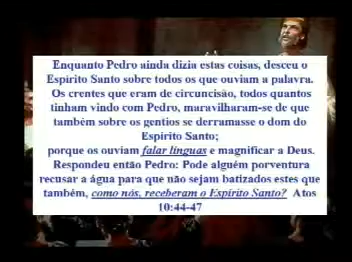 Enquanto Pedro ainda dizia estas coisas, desceu o
Espírito Santo sobre todos os que ouviam a palavra.
Os crentes que eram de circuncisão, todos quantos
tinham vindo com Pedro, maravilharam-se de que
também sobre os gentios se derramasse o dom do
Espírito Santo;
porque os ouviam falar línguas e magnificar a Deus.
Respondeu então Pedro: Pode alguém porventura
recusar a água para que não sejam batizados estes que
também, como nós, receberam o Espírito Santo? Atos
10:44-47